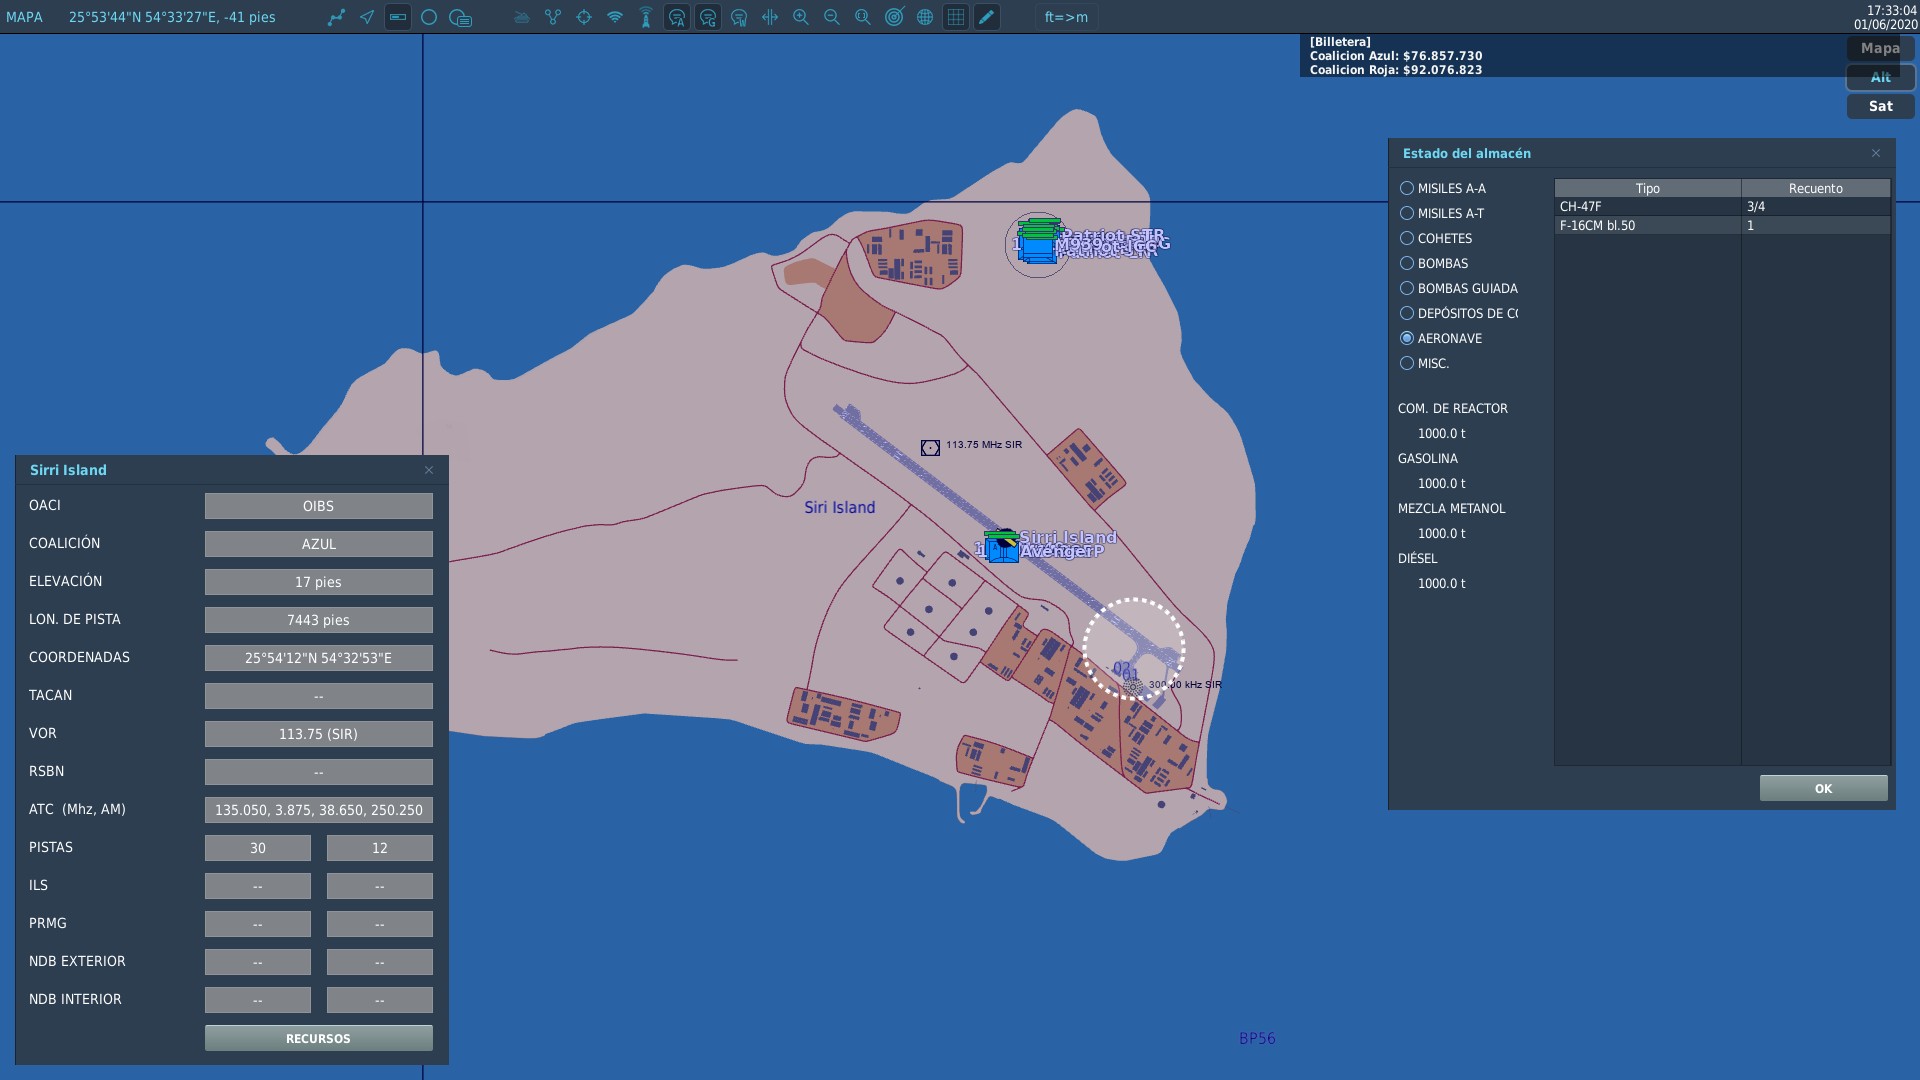 MAPA 25°53'44"N 54°33'27"E, -41 pies ft=>m 17:33:04
01/06/2020
[Billetera]
Coalicion Azul: $76.857.730
Coalicion Roja: $92.076.823
Mapa
Alt
Sat
Estado del almacén
MISILES A-A
MISILES A-T
COHETES
BOMBAS
BOMBAS GUIADA
DEPÓSITOS DE CO
AERONAVE
MISC.
Tipo Recuento
CH-47F 3/4
F-16CM bl.50 1
COM. DE REACTOR
1000.0 t
GASOLINA
1000.0 t
MEZCLA METANOL
1000.0 t
DIÉSEL
1000.0 t
OK
Patriot STR
113.75 MHz SIR
Siri Island
Sirri Island
Avenger
300.00 kHz SIR
BP56
Sirri Island
OACI OIBS
COALICIÓN AZUL
ELEVACIÓN 17 pies
LON. DE PISTA 7443 pies
COORDENADAS 25°54'12"N 54°32'53"E
TACAN --
VOR 113.75 (SIR)
RSBN --
ATC (Mhz, AM) 135.050, 3.875, 38.650, 250.250
PISTAS 30 12
ILS -- --
PRMG -- --
NDB EXTERIOR -- --
NDB INTERIOR -- --
RECURSOS